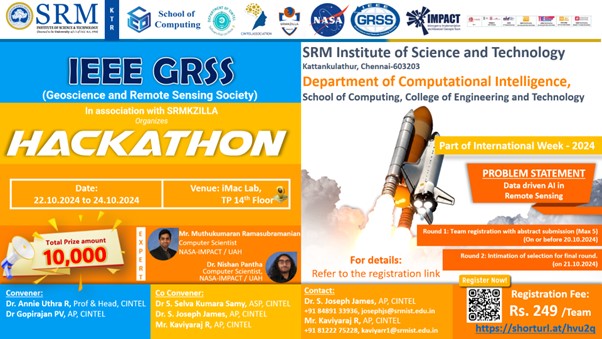 SRM
INSTITUTE OF SCIENCE & TECHNOLOGY
KTR
School of
Computing
NASA
GRSS
IMPACT
IEEE GRSS
(Geoscience and Remote Sensing Society)
In association with SRMKZILLA
Organizes
HACKATHON
Date:
22.10.2024 to 24.10.2024
Venue: iMac Lab,
TP 14th Floor
Total Prize amount
10,000
EXPERT
Mr. Muthukumaran Ramasubramanian
Computer Scientist
NASA-IMPACT / UAH
Dr. Nishan Pantha
Computer Scientist,
NASA-IMPACT / UAH
Convener:
Dr Annie Uthra R, Prof & Head, CINTEL
Dr Gopirajan PV, AP, CINTEL
Co Convener:
Dr S. Selva Kumara Samy, ASP, CINTEL
Dr. S. Joseph James, AP, CINTEL
Mr. Kaviyaraj R, AP, CINTEL
SRM Institute of Science and Technology
Kattankulathur, Chennai-603203
Department of Computational Intelligence,
School of Computing, College of Engineering and Technology
Part of International Week - 2024
PROBLEM STATEMENT
Data driven AI in
Remote Sensing
Round 1: Team registration with abstract submission (Max 5)
(On or before 20.10.2024)
Round 2: Intimation of selection for final round.
(on 21.10.2024)
For details:
Refer to the registration link
Contact:
Dr. S. Joseph James, AP, CINTEL
+91 84891 33936, josephjs@srmist.edu.in
Mr. Kaviyaraj R, AP, CINTEL
+91 81222 75228, kaviyarr1@srmist.edu.in
Register Now!
Registration Fee:
Rs. 249 /Team
https://shorturl.at/hvu2q